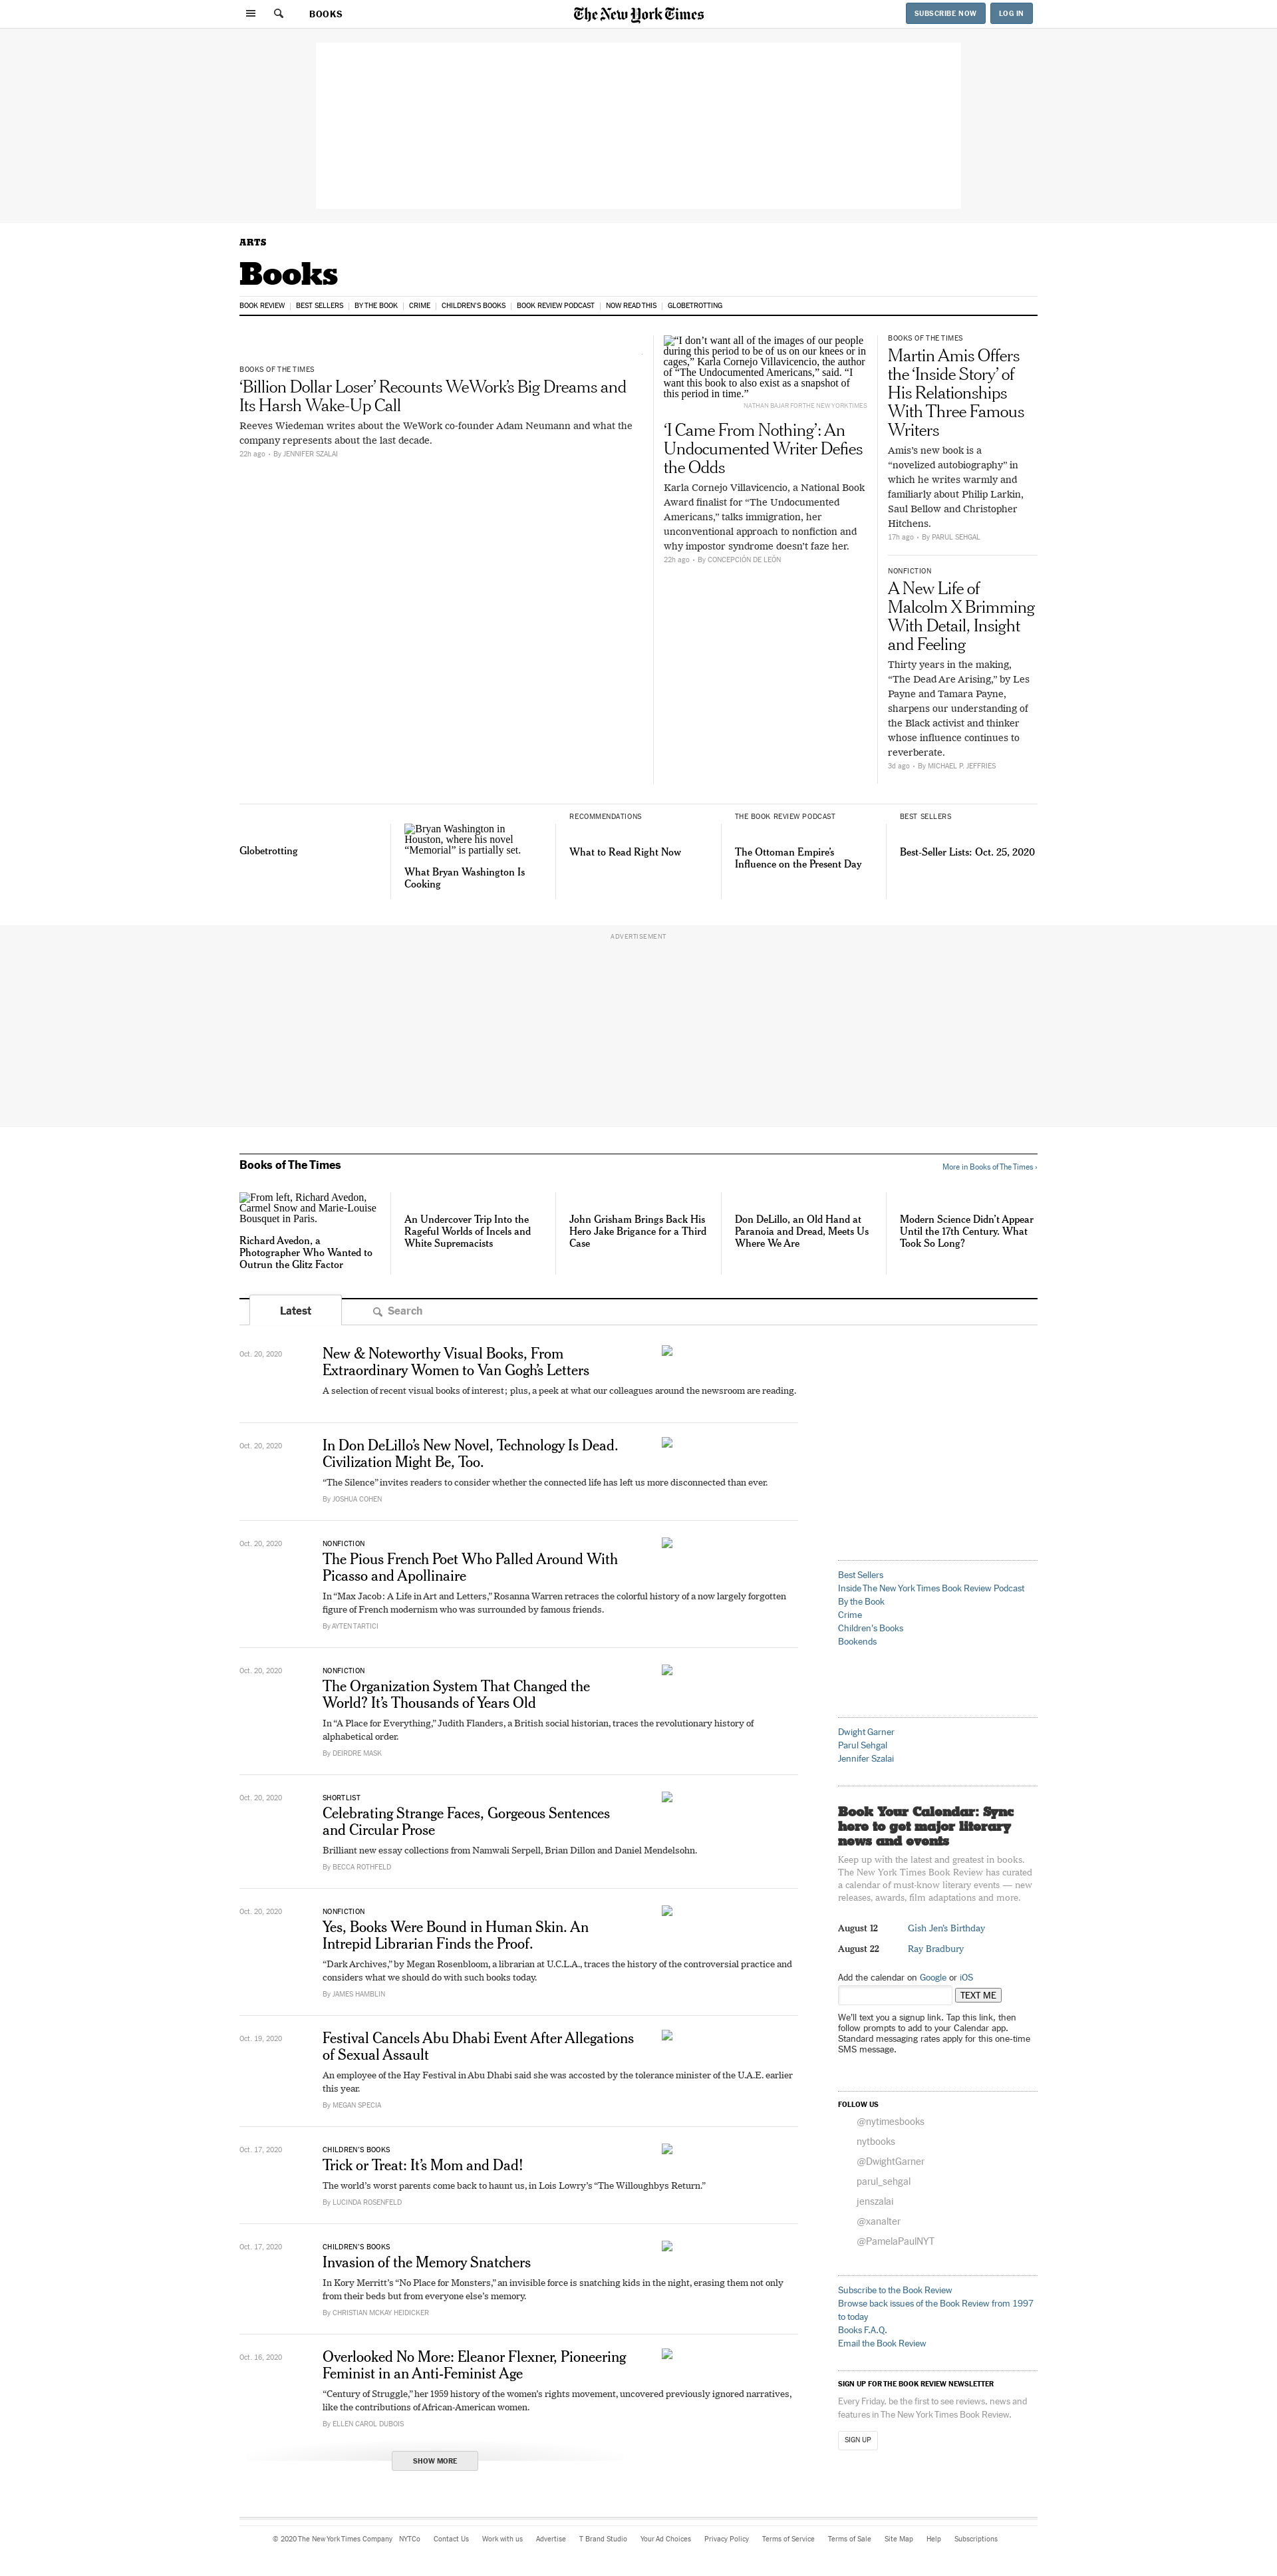 BOOKS
The New York Times
SUBSCRIBE NOW
LOG IN
ARTS
Books
BOOK REVIEW
BEST SELLERS
BY THE BOOK
CRIME
CHILDREN'S BOOKS
BOOK REVIEW PODCAST
NOW READ THIS
GLOBETROTTING
BOOKS OF THE TIMES
‘Billion Dollar Loser’ Recounts WeWork’s Big Dreams and
Its Harsh Wake-Up Call
Reeves Wiedeman writes about the WeWork co-founder Adam Neumann and what the
company represents about the last decade.
22h ago - By JENNIFER SZALAI
“I don’t want all of the images of our people
during this period to be of us on our knees or in
cages,” Karla Cornejo Villavicencio, the author
of “The Undocumented Americans,” said. “I
want this book to also exist as a snapshot of
this period in time.”
NATHAN BAJAR FOR THE NEW YORK TIMES
‘I Came From Nothing’: An
Undocumented Writer Defies
the Odds
Karla Cornejo Villavicencio, a National Book
Award finalist for “The Undocumented
Americans,” talks immigration, her
unconventional approach to nonfiction and
why impostor syndrome doesn't faze her.
22h ago - By CONCEPCIÓN DE LEÓN
BOOKS OF THE TIMES
Martin Amis Offers
the ‘Inside Story’ of
His Relationships
With Three Famous
Writers
Amis’s new book is a
“novelized autobiography” in
which he writes warmly and
familiarly about Philip Larkin,
Saul Bellow and Christopher
Hitchens.
17h ago - By PARUL SEHGAL
NONFICTION
A New Life of
Malcolm X Brimming
With Detail, Insight
and Feeling
Thirty years in the making,
“The Dead Are Arising,” by Les
Payne and Tamara Payne,
sharpens our understanding of
the Black activist and thinker
whose influence continues to
reverberate.
3d ago - By MICHAEL P. JEFFRIES
Globetrotting
Bryan Washington in
Houston, where his novel
“Memorial” is partially set.
What Bryan Washington Is
Cooking
RECOMMENDATIONS
What to Read Right Now
THE BOOK REVIEW PODCAST
The Ottoman Empire’s
Influence on the Present Day
BEST SELLERS
Best-Seller Lists: Oct. 25, 2020
ADVERTISEMENT
Books of The Times
More in Books of The Times ›
From left, Richard Avedon,
Carmel Snow and Marie-Louise
Bousquet in Paris.
Richard Avedon, a
Photographer Who Wanted to
Outrun the Glitz Factor
An Undercover Trip Into the
Rageful Worlds of Incels and
White Supremacists
John Grisham Brings Back His
Hero Jake Brigance for a Third
Case
Don DeLillo, an Old Hand at
Paranoia and Dread, Meets Us
Where We Are
Modern Science Didn’t Appear
Until the 17th Century. What
Took So Long?
Latest
Search
Oct. 20, 2020
New & Noteworthy Visual Books, From
Extraordinary Women to Van Gogh’s Letters
A selection of recent visual books of interest; plus, a peek at what our colleagues around the newsroom are reading.
Oct. 20, 2020
In Don DeLillo’s New Novel, Technology Is Dead.
Civilization Might Be, Too.
“The Silence” invites readers to consider whether the connected life has left us more disconnected than ever.
By JOSHUA COHEN
Oct. 20, 2020
NONFICTION
The Pious French Poet Who Palled Around With
Picasso and Apollinaire
In “Max Jacob: A Life in Art and Letters,” Rosanna Warren retraces the colorful history of a now largely forgotten
figure of French modernism who was surrounded by famous friends.
By AYTEN TARTICI
Oct. 20, 2020
NONFICTION
The Organization System That Changed the
World? It’s Thousands of Years Old
In “A Place for Everything,” Judith Flanders, a British social historian, traces the revolutionary history of
alphabetical order.
By DEIRDRE MASK
Oct. 20, 2020
SHORTLIST
Celebrating Strange Faces, Gorgeous Sentences
and Circular Prose
Brilliant new essay collections from Namwali Serpell, Brian Dillon and Daniel Mendelsohn.
By BECCA ROTHFELD
Oct. 20, 2020
NONFICTION
Yes, Books Were Bound in Human Skin. An
Intrepid Librarian Finds the Proof.
“Dark Archives,” by Megan Rosenbloom, a librarian at U.C.L.A., traces the history of the controversial practice and
considers what we should do with such books today.
By JAMES HAMBLIN
Oct. 19, 2020
Festival Cancels Abu Dhabi Event After Allegations
of Sexual Assault
An employee of the Hay Festival in Abu Dhabi said she was accosted by the tolerance minister of the U.A.E. earlier
this year.
By MEGAN SPECIA
Oct. 17, 2020
CHILDREN’S BOOKS
Trick or Treat: It’s Mom and Dad!
The world’s worst parents come back to haunt us, in Lois Lowry’s “The Willoughbys Return.”
By LUCINDA ROSENFELD
Oct. 17, 2020
CHILDREN’S BOOKS
Invasion of the Memory Snatchers
In Kory Merritt’s “No Place for Monsters,” an invisible force is snatching kids in the night, erasing them not only
from their beds but from everyone else’s memory.
By CHRISTIAN MCKAY HEIDICKER
Oct. 16, 2020
Overlooked No More: Eleanor Flexner, Pioneering
Feminist in an Anti-Feminist Age
“Century of Struggle,” her 1959 history of the women’s rights movement, uncovered previously ignored narratives,
like the contributions of African-American women.
By ELLEN CAROL DUBOIS
SHOW MORE
Best Sellers
Inside The New York Times Book Review Podcast
By the Book
Crime
Children's Books
Bookends
Dwight Garner
Parul Sehgal
Jennifer Szalai
Book Your Calendar: Sync
here to get major literary
news and events
Keep up with the latest and greatest in books.
The New York Times Book Review has curated
a calendar of must-know literary events — new
releases, awards, film adaptations and more.
August 12 Gish Jen's Birthday
August 22 Ray Bradbury
Add the calendar on Google or iOS
TEXT ME
We’ll text you a signup link. Tap this link, then
follow prompts to add to your Calendar app.
Standard messaging rates apply for this one-time
SMS message.
FOLLOW US
@nytimesbooks
nytbooks
@DwightGarner
parul_sehgal
jenszalai
@xanalter
@PamelaPaulNYT
Subscribe to the Book Review
Browse back issues of the Book Review from 1997
to today
Books F.A.Q.
Email the Book Review
SIGN UP FOR THE BOOK REVIEW NEWSLETTER
Every Friday, be the first to see reviews, news and
features in The New York Times Book Review.
SIGN UP
© 2020 The New York Times Company NYTCo Contact Us Work with us Advertise T Brand Studio Your Ad Choices Privacy Policy Terms of Service Terms of Sale Site Map Help Subscriptions